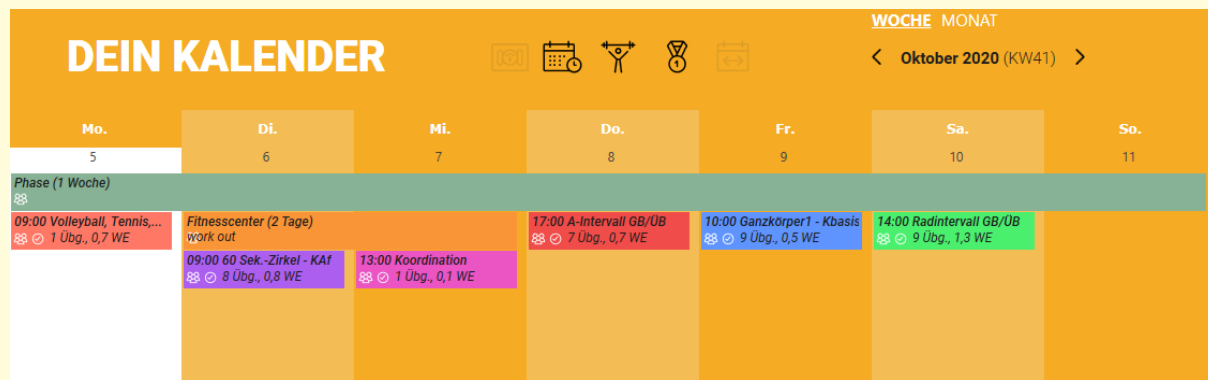 WOCHE MONAT
DEIN KALENDER
Oktober 2020 (KW41)
Mo. Di. Mi. Do. Fr. Sa. So.
5 6 7 8 9 10 11
Phase (1 Woche)
09:00 Volleyball, Tennis,...
1 Übg., 0,7 WE
Fitnesscenter (2 Tage)
work out
09:00 60 Sek.-Zirkel - KAf
8 Übg., 0,8 WE
13:00 Koordination
1 Übg., 0,1 WE
17:00 A-Intervall GB/ÜB
7 Übg., 0,7 WE
10:00 Ganzkörper1 - Kbasis
9 Übg., 0,5 WE
14:00 Radintervall GB/ÜB
9 Übg., 1,3 WE